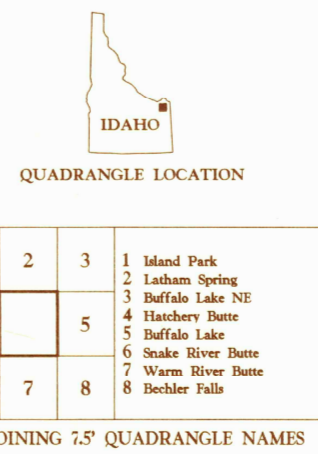 IDAHO
QUADRANGLE LOCATION
2 3
5
7 8
1 Island Park
2 Latham Spring
3 Buffalo Lake NE
4 Hatchery Butte
5 Buffalo Lake
6 Snake River Butte
7 Warm River Butte
8 Bechler Falls
OINING 7.5' QUADRANGLE NAMES